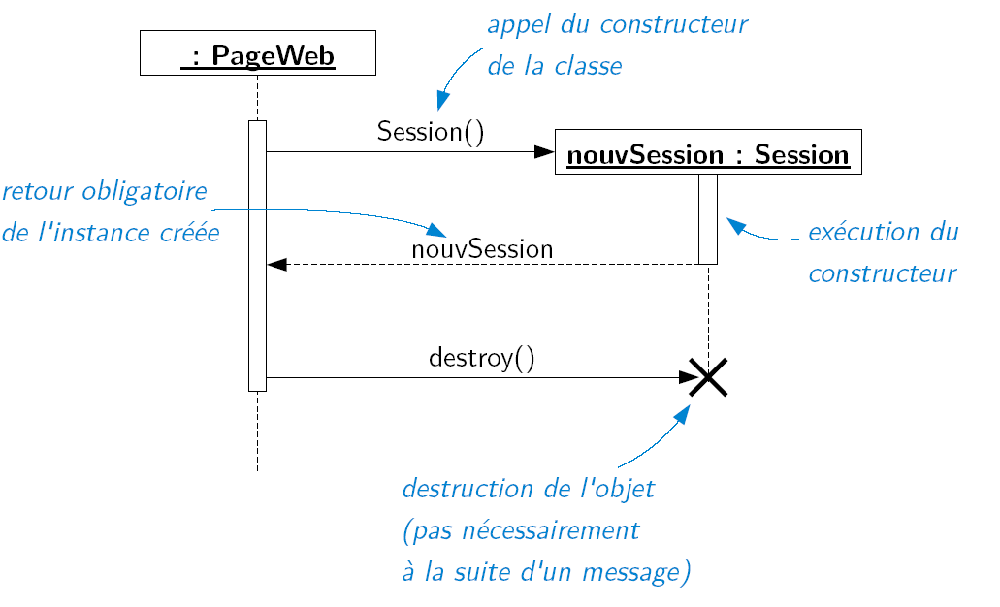 appel du constructeur
de la classe
: PageWeb
Session()
nouvSession : Session
retour obligatoire
de l'instance créée
nouvSession
exécution du
constructeur
destroy()
destruction de l'objet
(pas nécessairement
à la suite d'un message)